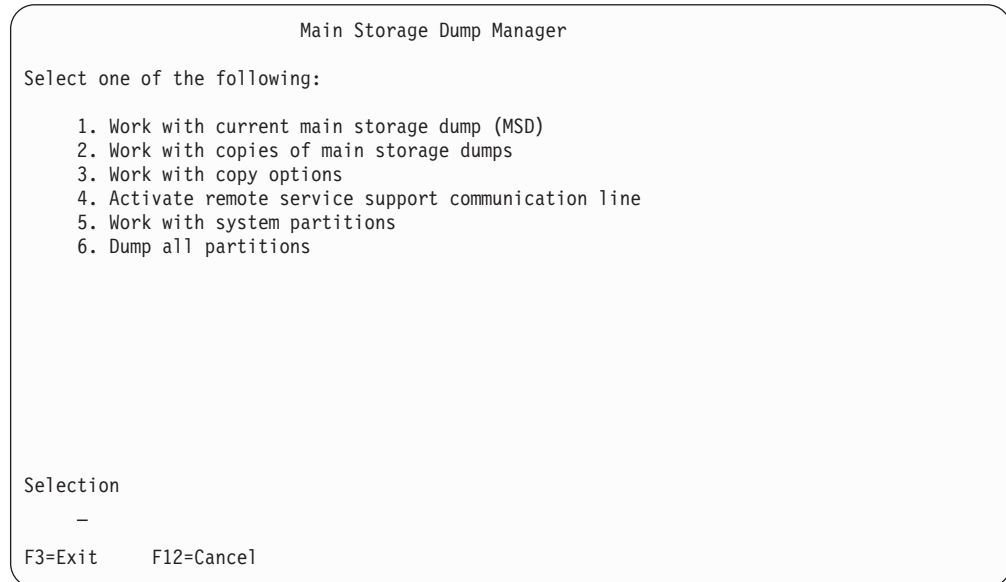 Main Storage Dump Manager
Select one of the following:
1. Work with current main storage dump (MSD)
2. Work with copies of main storage dumps
3. Work with copy options
4. Activate remote service support communication line
5. Work with system partitions
6. Dump all partitions
Selection
_
F3=Exit F12=Cancel